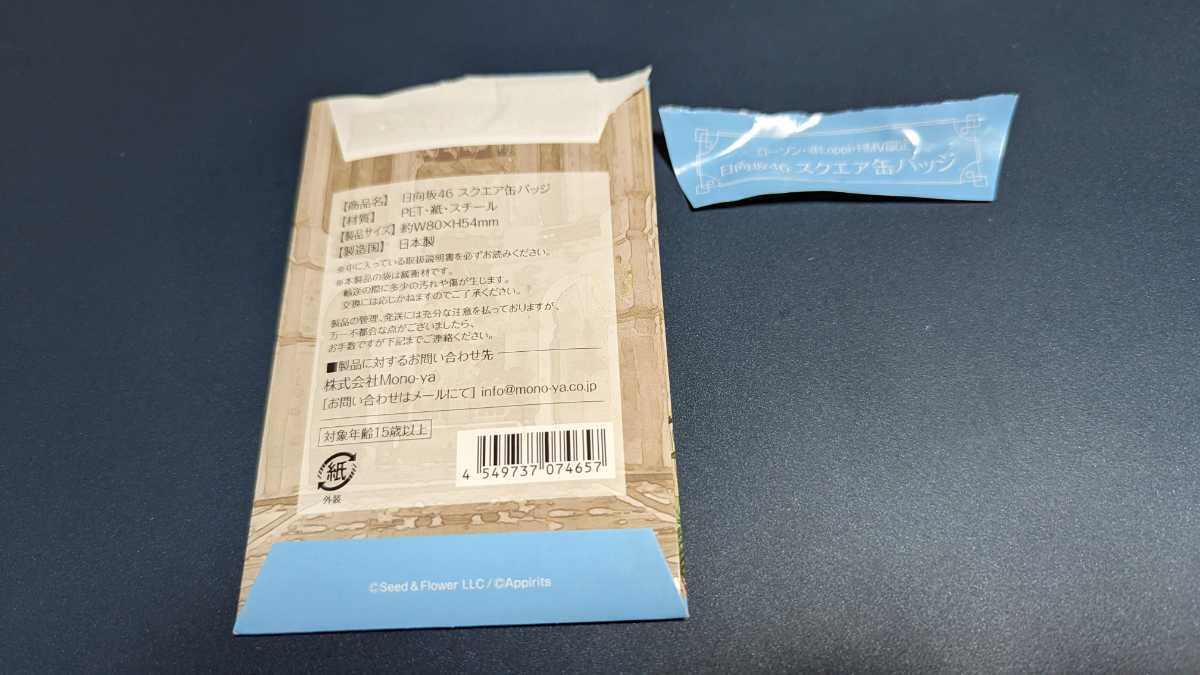 【商品名】 日向坂46 スクエア缶バッジ
【材質】 PET・紙・スチール
【製品サイズ】 約W80×H54mm
【製造国】 日本製
※中に入っている取扱説明書を必ずお読みください。
※本製品の袋は緩衝材です。
輸送の際に多少の汚れや傷が生じます。
交換には応じかねますのでご了承ください。
製品の管理、発送には充分な注意を払っておりますが、
万一不都合な点がございましたら、
お手数ですが下記までご連絡ください。
■製品に対するお問い合わせ先
株式会社Mono-ya
[お問い合わせはメールにて] info@mono-ya.co.jp
対象年齢15歳以上
紙
外装
4 549737 074657
©Seed & Flower LLC / ©Appirits
ローソン・@Loppi・HMV限定
日向坂46 スクエア缶バッジ